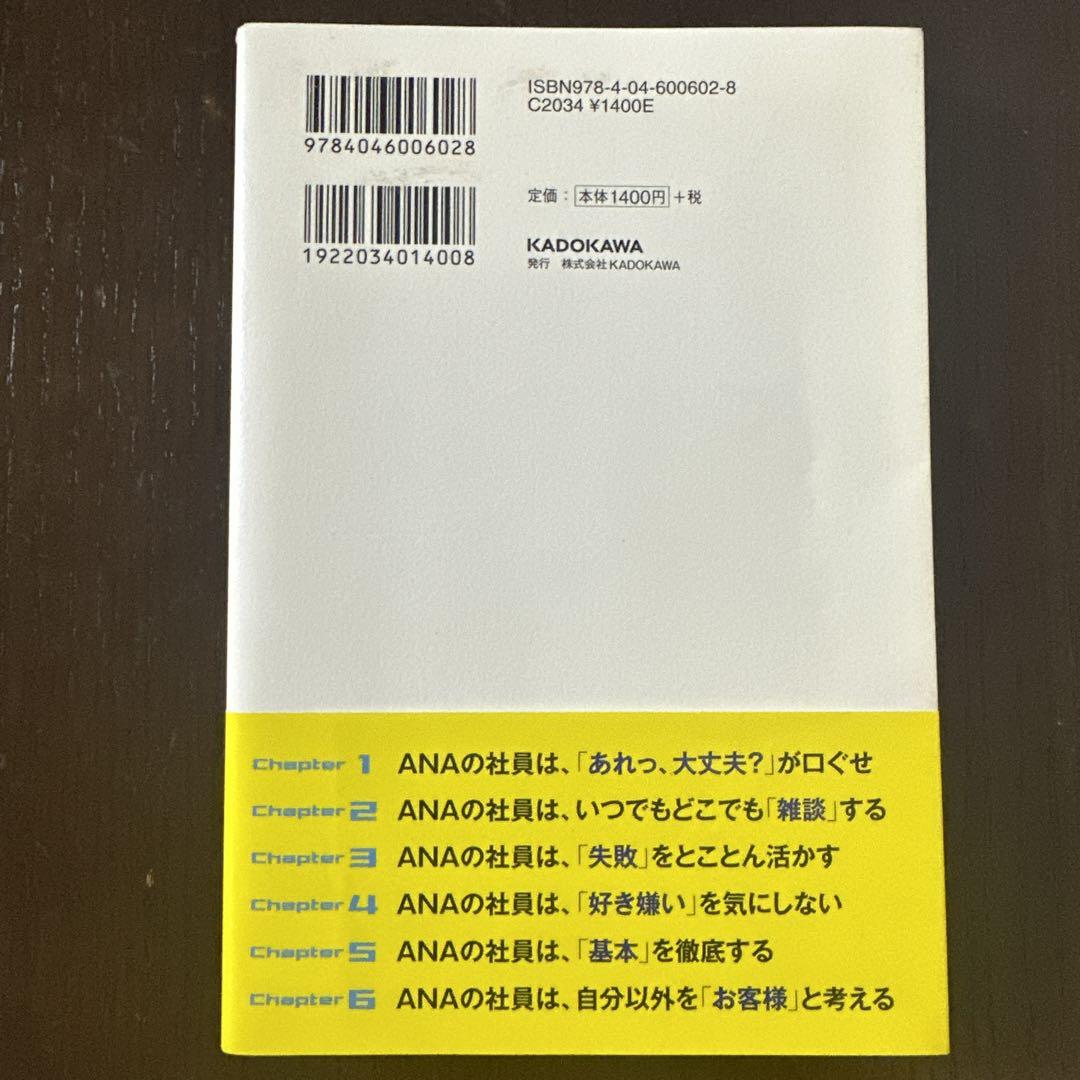 ISBN978-4-04-600602-8
C2034 ¥1400E
9784046006028
定価：本体1400円＋税
1922034014008
KADOKAWA
発行　株式会社KADOKAWA
Chapter 1 ANAの社員は、「あれっ、大丈夫?」が口ぐせ
Chapter 2 ANAの社員は、いつでもどこでも「雑談」する
Chapter 3 ANAの社員は、「失敗」をとことん活かす
Chapter 4 ANAの社員は、「好き嫌い」を気にしない
Chapter 5 ANAの社員は、「基本」を徹底する
Chapter 6 ANAの社員は、自分以外を「お客様」と考える